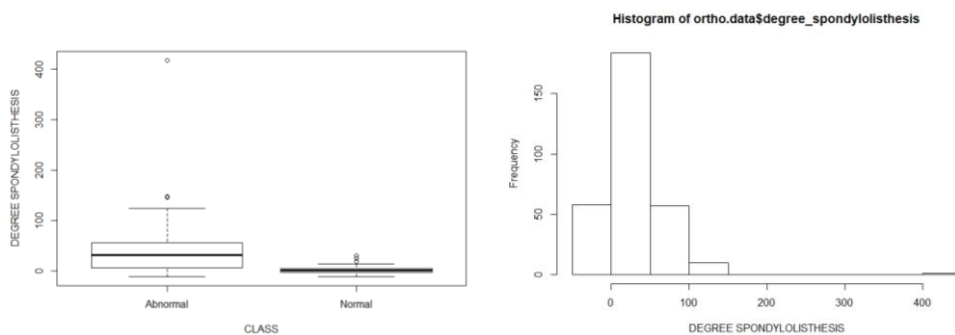 DEGREE SPONDYLOLISTHESIS
0 100 200 300 400
Abnormal Normal
CLASS
Histogram of ortho.data$degree_spondylolisthesis
Frequency
0 50 100 150
0 100 200 300 400
DEGREE SPONDYLOLISTHESIS